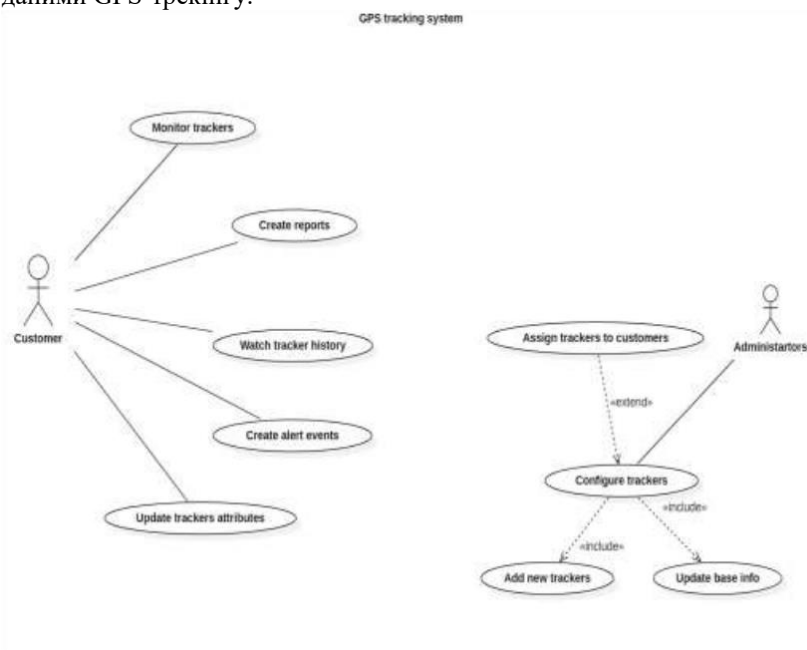 даними GPS-трекінгу.
GPS tracking system
Monitor trackers
Create reports
Customer
Watch tracker history
Create alert events
Update trackers attributes
Assign trackers to customers
Administartors
«extend»
Configure trackers
«include»
«include»
Add new trackers
Update base info